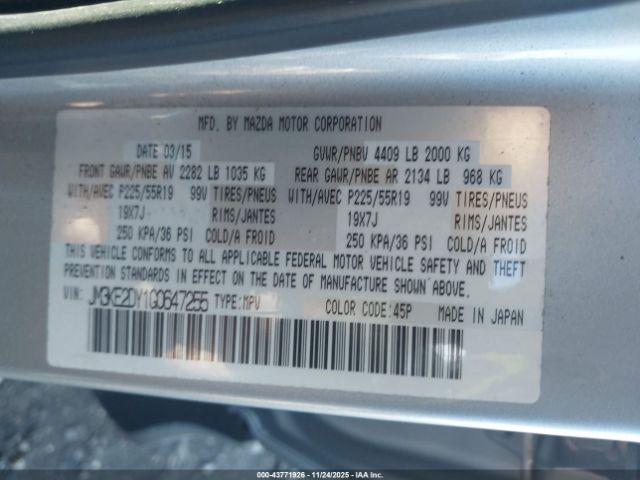 MFD. BY MAZDA MOTOR CORPORATION
DATE 03/15 GVWR/PNBV 4409 LB 2000 KG
FRONT GAWR/PNBE AV 2282 LB 1035 KG REAR GAWR/PNBE AR 2134 LB 968 KG
WITH/AVEC P225/55R19 99V TIRES/PNEUS WITH/AVEC P225/55R19 99V TIRES/PNEUS
19X7J RIMS/JANTES 19X7J RIMS/JANTES
250 KPA/36 PSI COLD/A FROID 250 KPA/36 PSI COLD/A FROID
THIS VEHICLE CONFORMS TO ALL APPLICABLE FEDERAL MOTOR VEHICLE SAFETY AND THEFT
PREVENTION STANDARDS IN EFFECT ON THE DATE OF MANUFACTURE SHOWN ABOVE.
VIN: JM3KE2DY1G0647255 TYPE:MPV COLOR CODE:45P MADE IN JAPAN
000-43771926 - 11/24/2025 - IAAI.COM